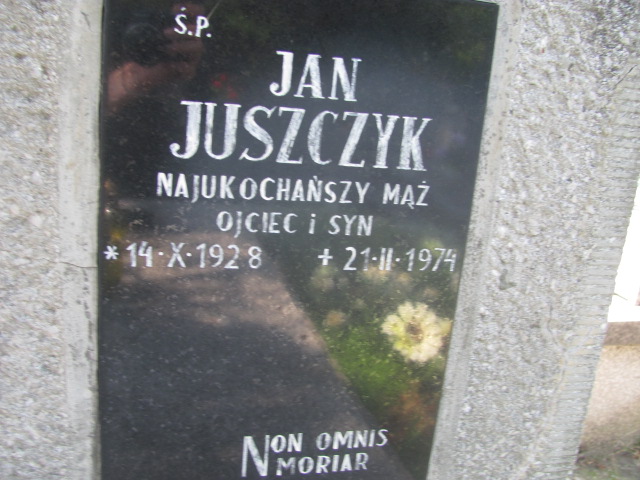 Ś.P.
JAN
JUSZCZYK
NAJUKOCHAŃSZY MĄŻ
OJCIEC i SYN
* 14·X·1928 + 21·II·1974
NON OMNIS
MORIAR